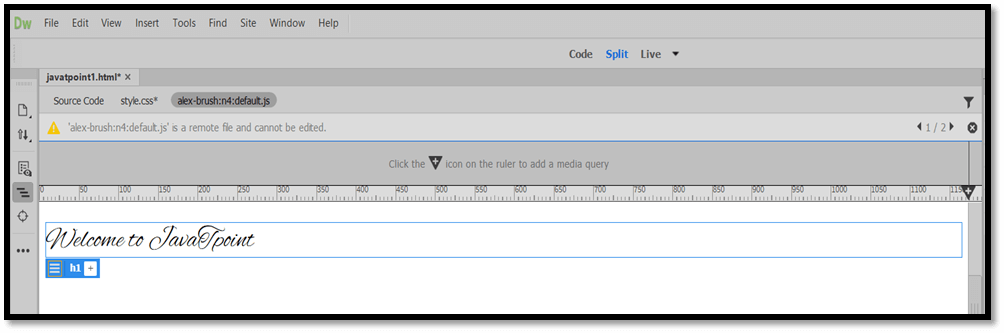 Dw File Edit View Insert Tools Find Site Window Help
Code Split Live
javatpoint1.html* ×
Source Code style.css* alex-brush:n4:default.js
'alex-brush:n4:default.js' is a remote file and cannot be edited. 1 / 2
Click the icon on the ruler to add a media query
0 50 100 150 200 250 300 350 400 450 500 550 600 650 700 750 800 850 900 950 1000 1050 1100 115
Welcome to JavaTpoint
h1 +